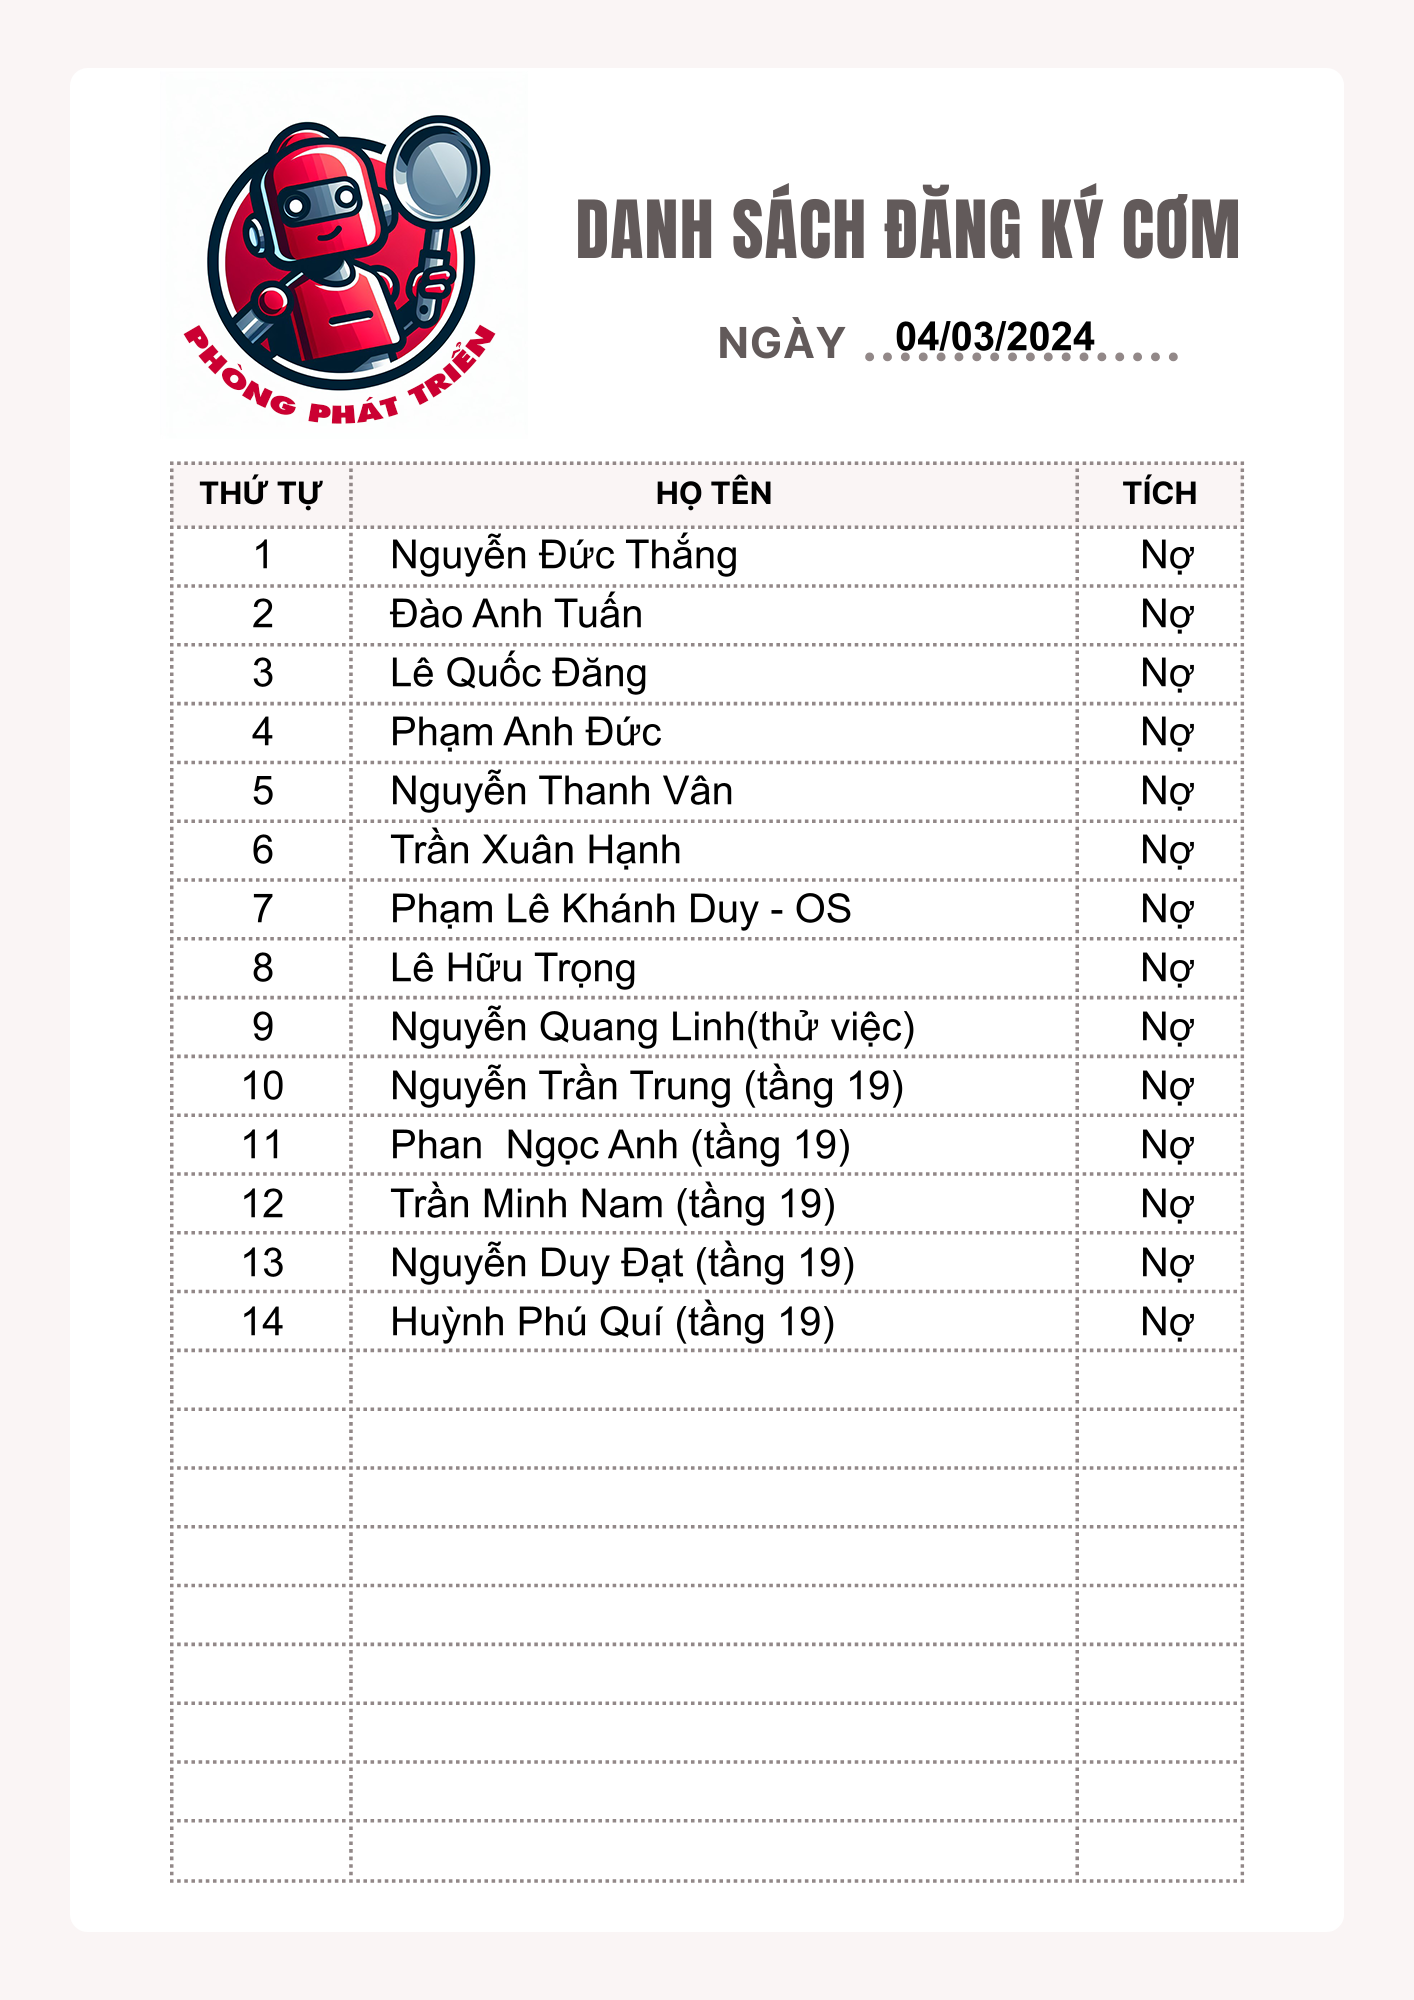 PHÒNG PHÁT TRIỂN
DANH SÁCH ĐĂNG KÝ CƠM
NGÀY 04/03/2024
THỨ TỰ HỌ TÊN TÍCH
1 Nguyễn Đức Thắng Nợ
2 Đào Anh Tuấn Nợ
3 Lê Quốc Đăng Nợ
4 Phạm Anh Đức Nợ
5 Nguyễn Thanh Vân Nợ
6 Trần Xuân Hạnh Nợ
7 Phạm Lê Khánh Duy - OS Nợ
8 Lê Hữu Trọng Nợ
9 Nguyễn Quang Linh(thử việc) Nợ
10 Nguyễn Trần Trung (tầng 19) Nợ
11 Phan  Ngọc Anh (tầng 19) Nợ
12 Trần Minh Nam (tầng 19) Nợ
13 Nguyễn Duy Đạt (tầng 19) Nợ
14 Huỳnh Phú Quí (tầng 19) Nợ